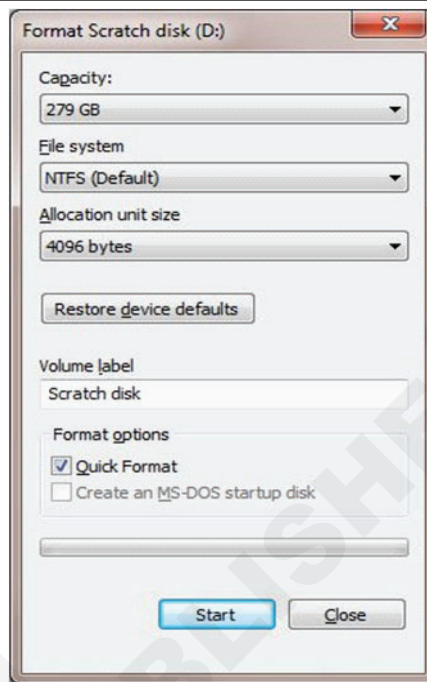 Format Scratch disk (D:)
Capacity:
279 GB
File system
NTFS (Default)
Allocation unit size
4096 bytes
Restore device defaults
Volume label
Scratch disk
Format options
Quick Format
Create an MS-DOS startup disk
Start
Close